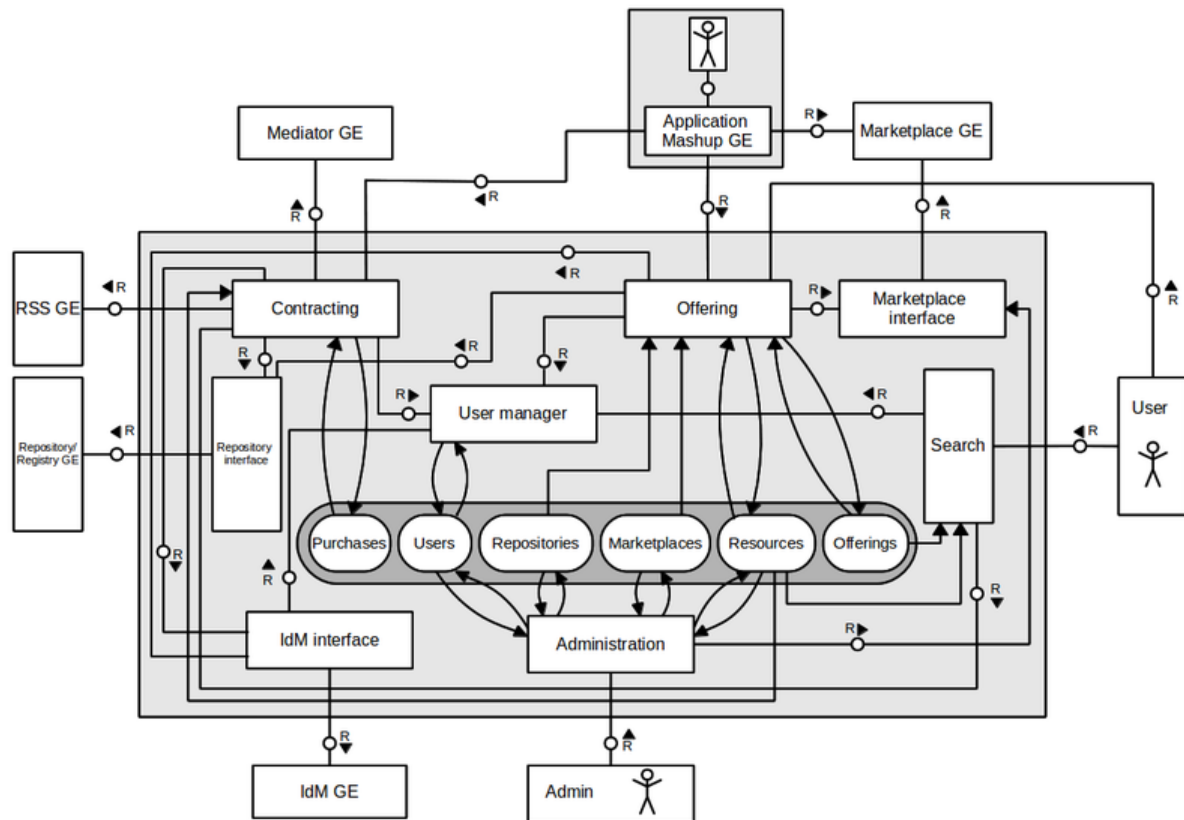 Application
Mashup GE
R
Mediator GE
Marketplace GE
R
R
R
R
R
R
R
R
RSS GE
Contracting
Offering
R
Marketplace
interface
R
R
R
Repository/
Registry GE
R
Repository
interface
R
User manager
R
Search
R
User
Purchases
Users
Repositories
Marketplaces
Resources
Offerings
R
R
R
IdM interface
Administration
R
R
R
IdM GE
Admin